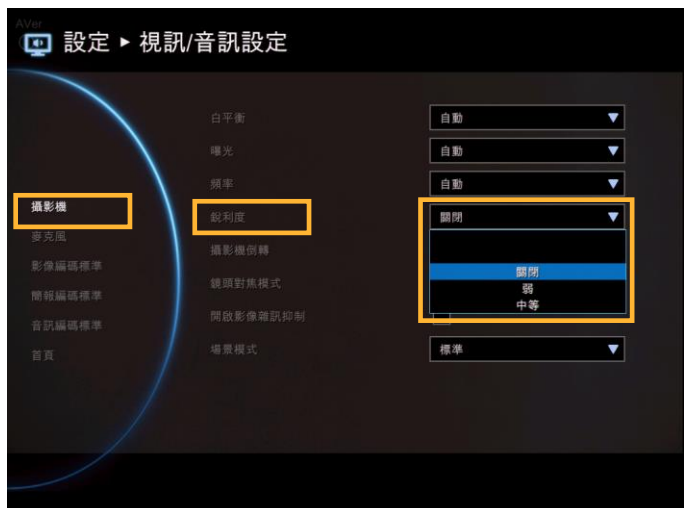 AVer
設定 ▸ 視訊/音訊設定
白平衡 自動
曝光 自動
頻率 自動
攝影機
銳利度 關閉
麥克風
攝影機倒轉
影像編碼標準
關閉
鏡頭對焦模式
弱
簡報編碼標準
中等
開啟影像雜訊抑制
音訊編碼標準
場景模式 標準
首頁